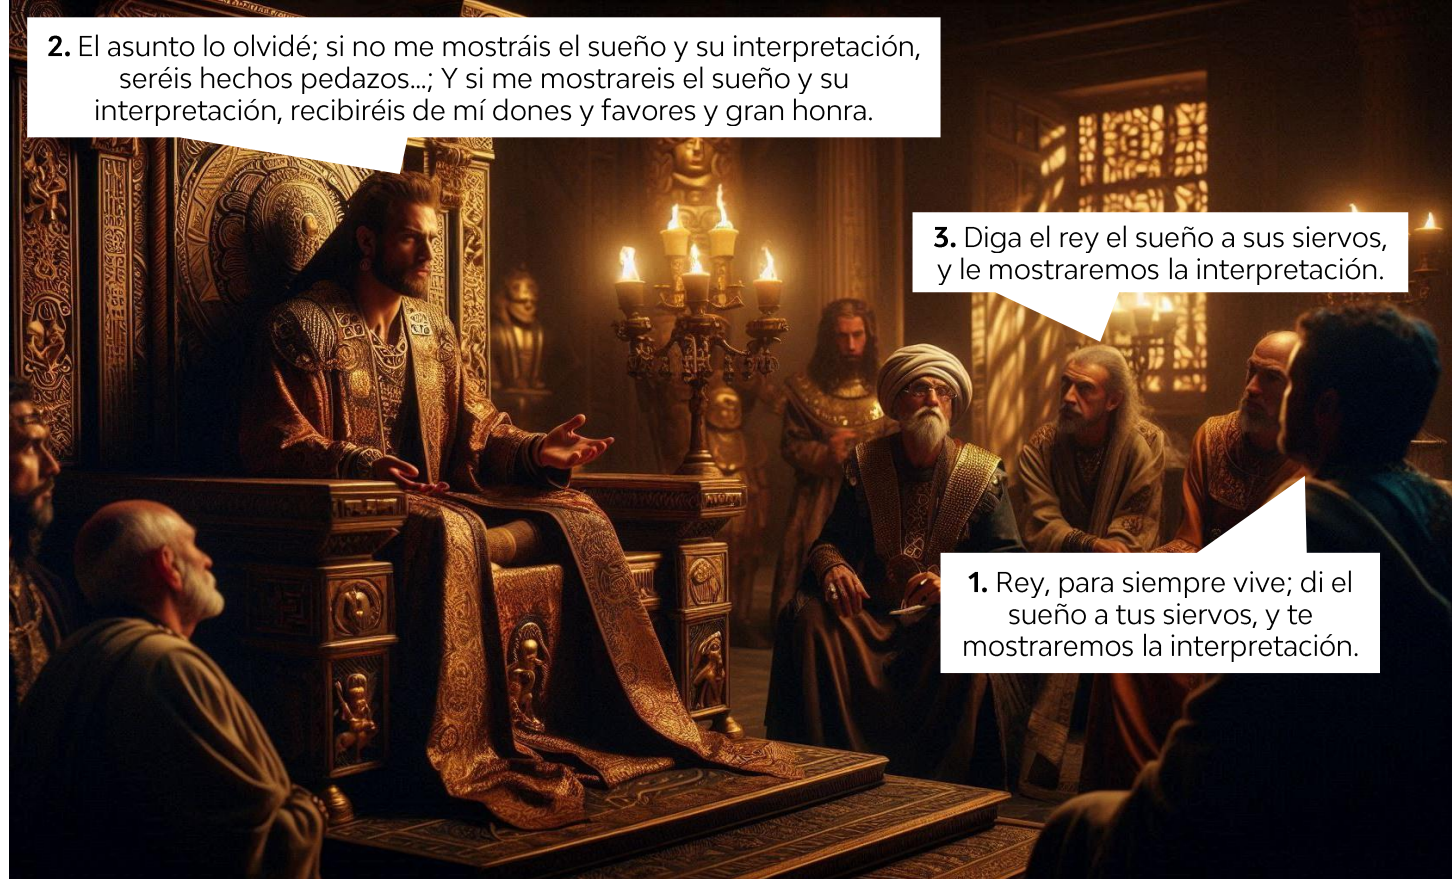 2. El asunto lo olvidé; si no me mostráis el sueño y su interpretación,
seréis hechos pedazos...; Y si me mostrareis el sueño y su
interpretación, recibiréis de mí dones y favores y gran honra.
3. Diga el rey el sueño a sus siervos,
y le mostraremos la interpretación.
1. Rey, para siempre vive; di el
sueño a tus siervos, y te
mostraremos la interpretación.